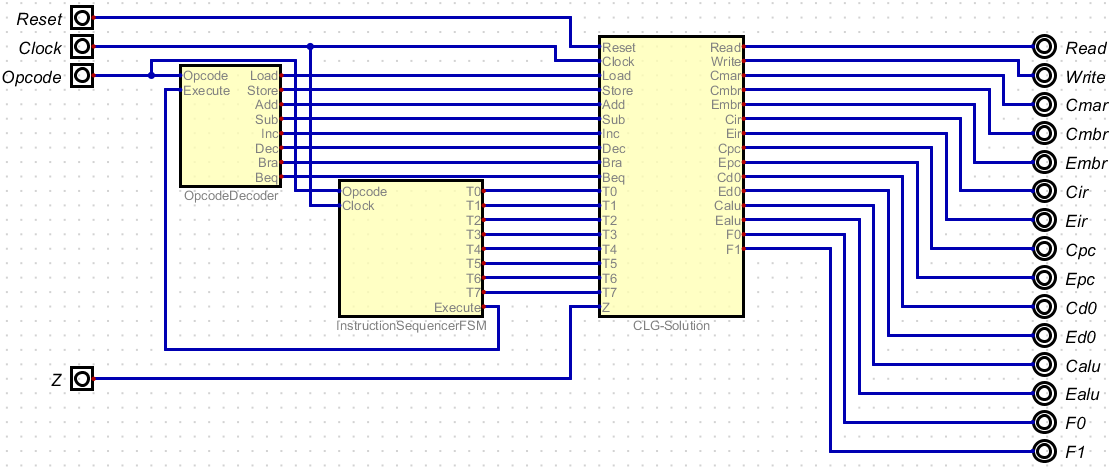 Reset
Clock
Opcode
Z
Opcode
Execute
Load
Store
Add
Sub
Inc
Dec
Bra
Beq
OpcodeDecoder
Opcode
Clock
T0
T1
T2
T3
T4
T5
T6
T7
Execute
InstructionSequencerFSM
Reset
Clock
Load
Store
Add
Sub
Inc
Dec
Bra
Beq
T0
T1
T2
T3
T4
T5
T6
T7
Z
Read
Write
Cmar
Cmbr
Embr
Cir
Eir
Cpc
Epc
Cd0
Ed0
Calu
Ealu
F0
F1
CLG-Solution
Read
Write
Cmar
Cmbr
Embr
Cir
Eir
Cpc
Epc
Cd0
Ed0
Calu
Ealu
F0
F1